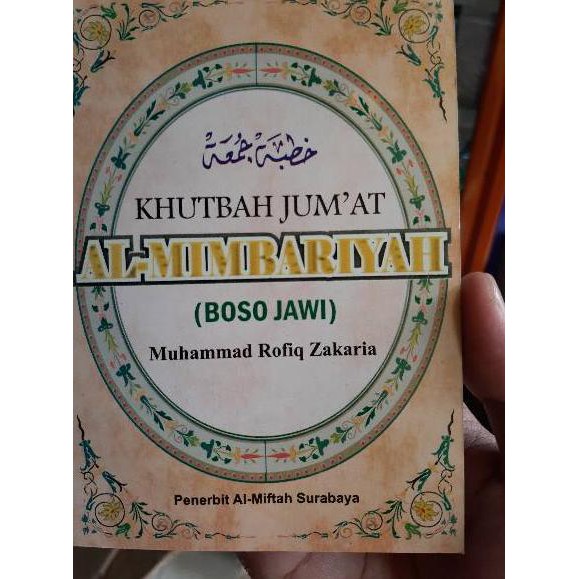 خطبة جمعة
KHUTBAH JUM'AT
AL-MIMBARIYAH
(BOSO JAWI)
Muhammad Rofiq Zakaria
Penerbit Al-Miftah Surabaya